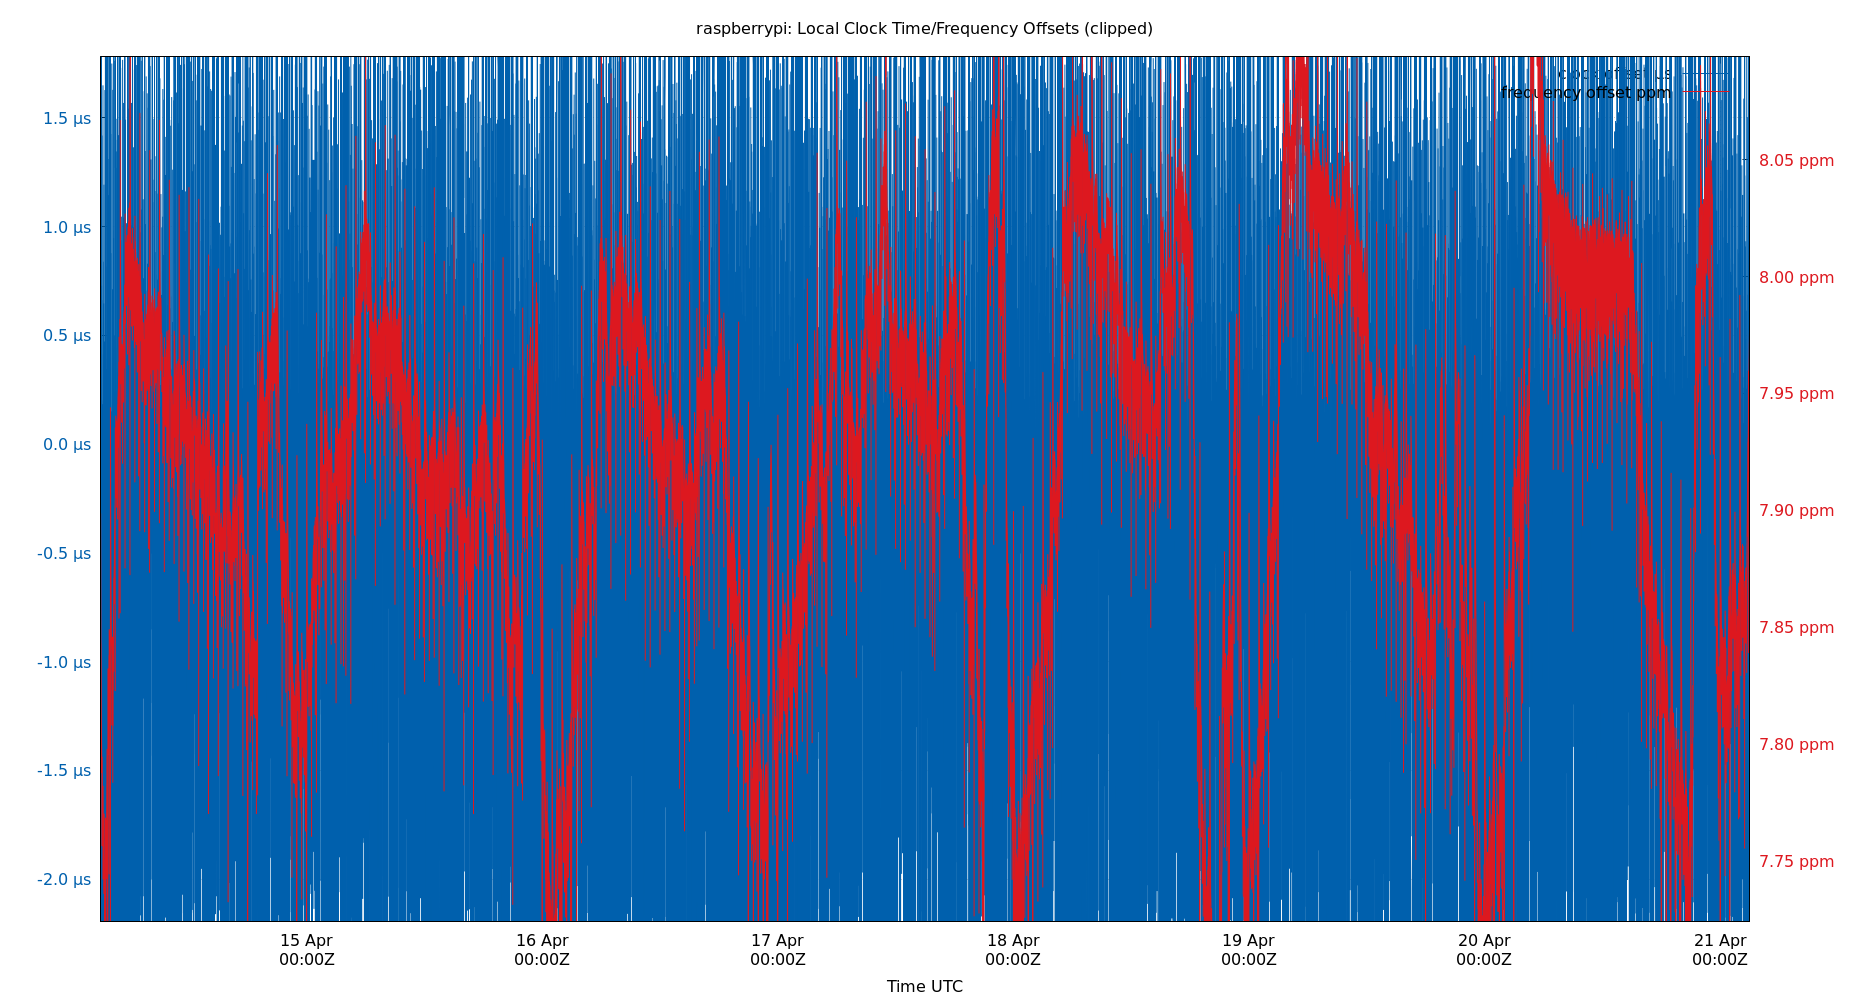 raspberrypi: Local Clock Time/Frequency Offsets (clipped)
clock offset µs
frequency offset ppm
1.5 µs
1.0 µs
0.5 µs
0.0 µs
-0.5 µs
-1.0 µs
-1.5 µs
-2.0 µs
8.05 ppm
8.00 ppm
7.95 ppm
7.90 ppm
7.85 ppm
7.80 ppm
7.75 ppm
15 Apr 16 Apr 17 Apr 18 Apr 19 Apr 20 Apr 21 Apr
00:00Z 00:00Z 00:00Z 00:00Z 00:00Z 00:00Z 00:00Z
Time UTC